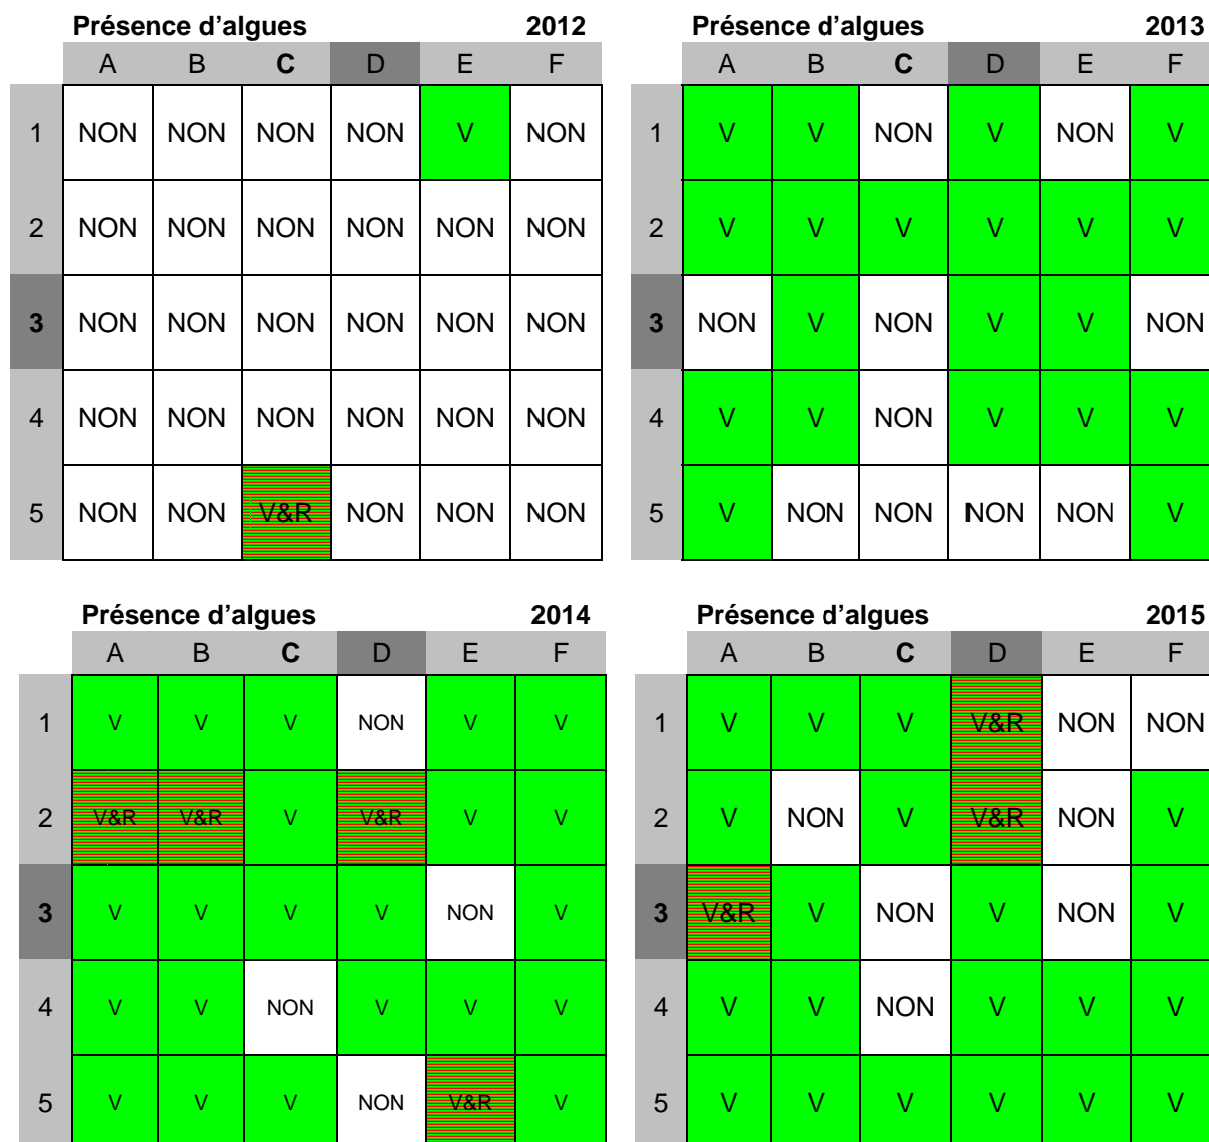 Présence d’algues 2012
A B C D E F
1 NON NON NON NON V NON
2 NON NON NON NON NON NON
3 NON NON NON NON NON NON
4 NON NON NON NON NON NON
5 NON NON V&R NON NON NON
Présence d’algues 2013
A B C D E F
1 V V NON V NON V
2 V V V V V V
3 NON V NON V V NON
4 V V NON V V V
5 V NON NON NON NON V
Présence d’algues 2014
A B C D E F
1 V V V NON V V
2 V&R V&R V V&R V V
3 V V V V NON V
4 V V NON V V V
5 V V V NON V&R V
Présence d’algues 2015
A B C D E F
1 V V V V&R NON NON
2 V NON V V&R NON V
3 V&R V NON V NON V
4 V V NON V V V
5 V V V V V V